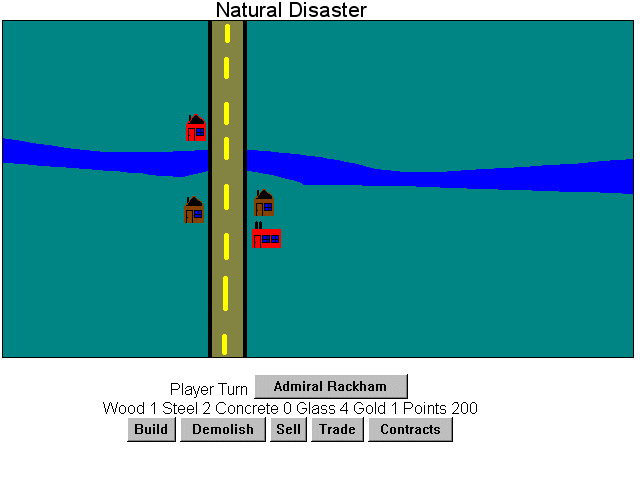 Natural Disaster
Player Turn Admiral Rackham
Wood 1 Steel 2 Concrete 0 Glass 4 Gold 1 Points 200
Build Demolish Sell Trade Contracts